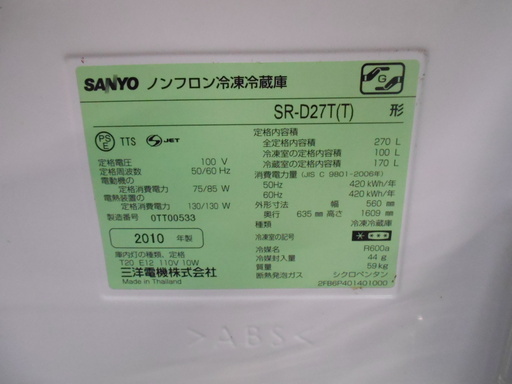 SANYO ノンフロン冷凍冷蔵庫
G
SR-D27T(T) 形
PS E TTS S-JET
定格電圧 100 V
定格周波数 50/60 Hz
電動機の
定格消費電力 75/85 W
電熱装置の
定格消費電力 130/130 W
製造番号 0TT00533
2010 年製
庫内灯の種類、定格
T20 E12 110V 10W
三洋電機株式会社
Made in Thailand
定格内容積
全定格内容積 270 L
冷凍室の定格内容積 100 L
冷蔵室の定格内容積 170 L
消費電力量 (JIS C 9801-2006年)
50Hz 420 kWh/年
60Hz 420 kWh/年
外形寸法 幅 560 mm
奥行 635 mm 高さ 1609 mm
種類 冷凍冷蔵庫
冷凍室の記号
冷媒名 R600a
冷媒封入量 44 g
質量 59 kg
断熱発泡ガス シクロペンタン
2FB6P401401000
>ABS<